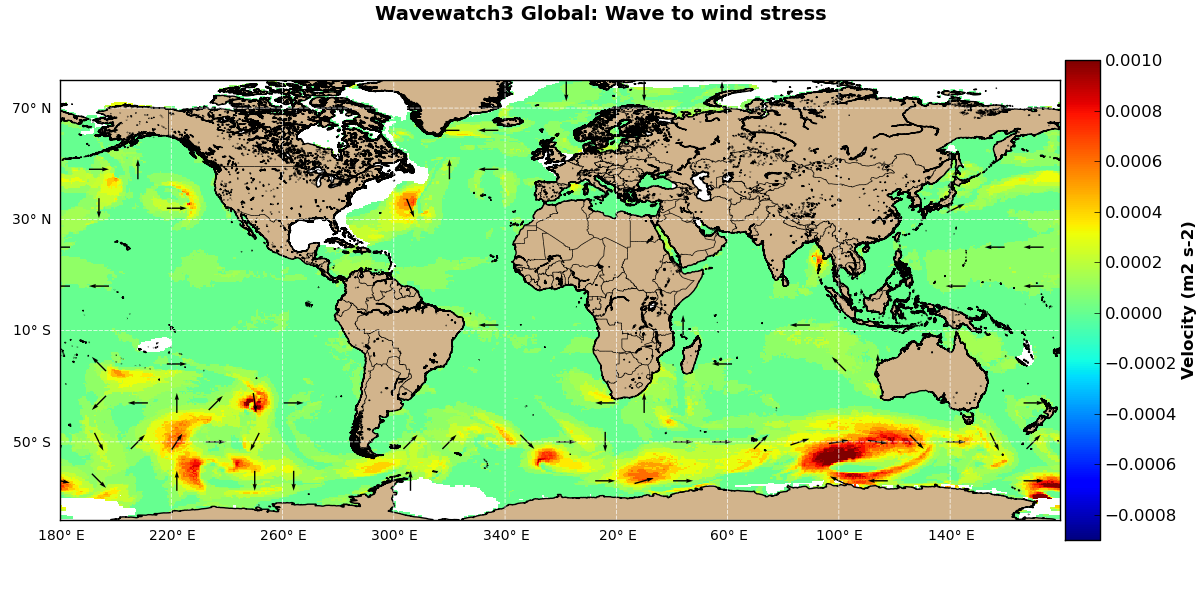 Wavewatch3 Global: Wave to wind stress
70° N
30° N
10° S
50° S
180° E
220° E
260° E
300° E
340° E
20° E
60° E
100° E
140° E
0.0010
0.0008
0.0006
0.0004
0.0002
0.0000
−0.0002
−0.0004
−0.0006
−0.0008
Velocity (m2 s-2)